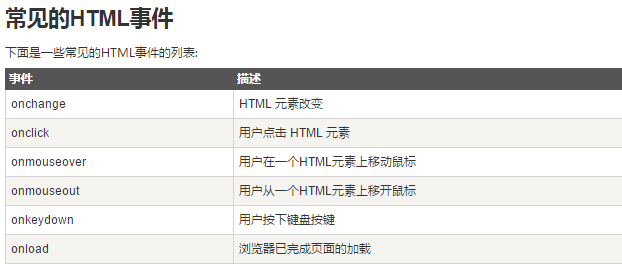 常见的HTML事件
下面是一些常见的HTML事件的列表:
事件 描述
onchange HTML 元素改变
onclick 用户点击 HTML 元素
onmouseover 用户在一个HTML元素上移动鼠标
onmouseout 用户从一个HTML元素上移开鼠标
onkeydown 用户按下键盘按键
onload 浏览器已完成页面的加载